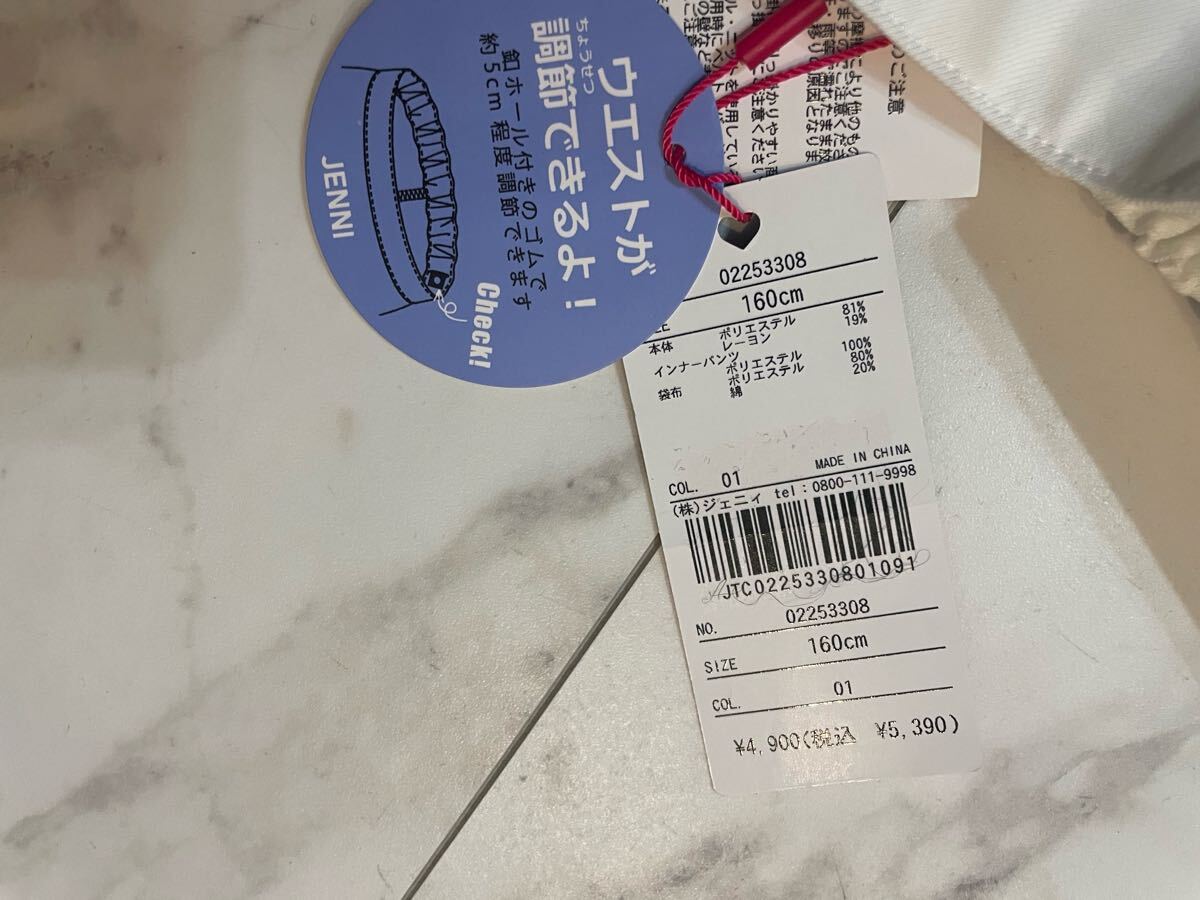 ウエストが
ちょうせつ
調節できるよ！
釦ホール付きのゴムで
約5cm程度調節できます
Check!
JENNI
のご注意
02253308
160cm
本体 ポリエステル 81%
レーヨン 19%
インナーパンツ
ポリエステル 100%
袋布 ポリエステル 80%
綿 20%
COL. 01 MADE IN CHINA
(株)ジェニィ tel：0800-111-9998
JTC0225330801091
NO. 02253308
SIZE 160cm
COL. 01
¥4,900(税込 ¥5,390)